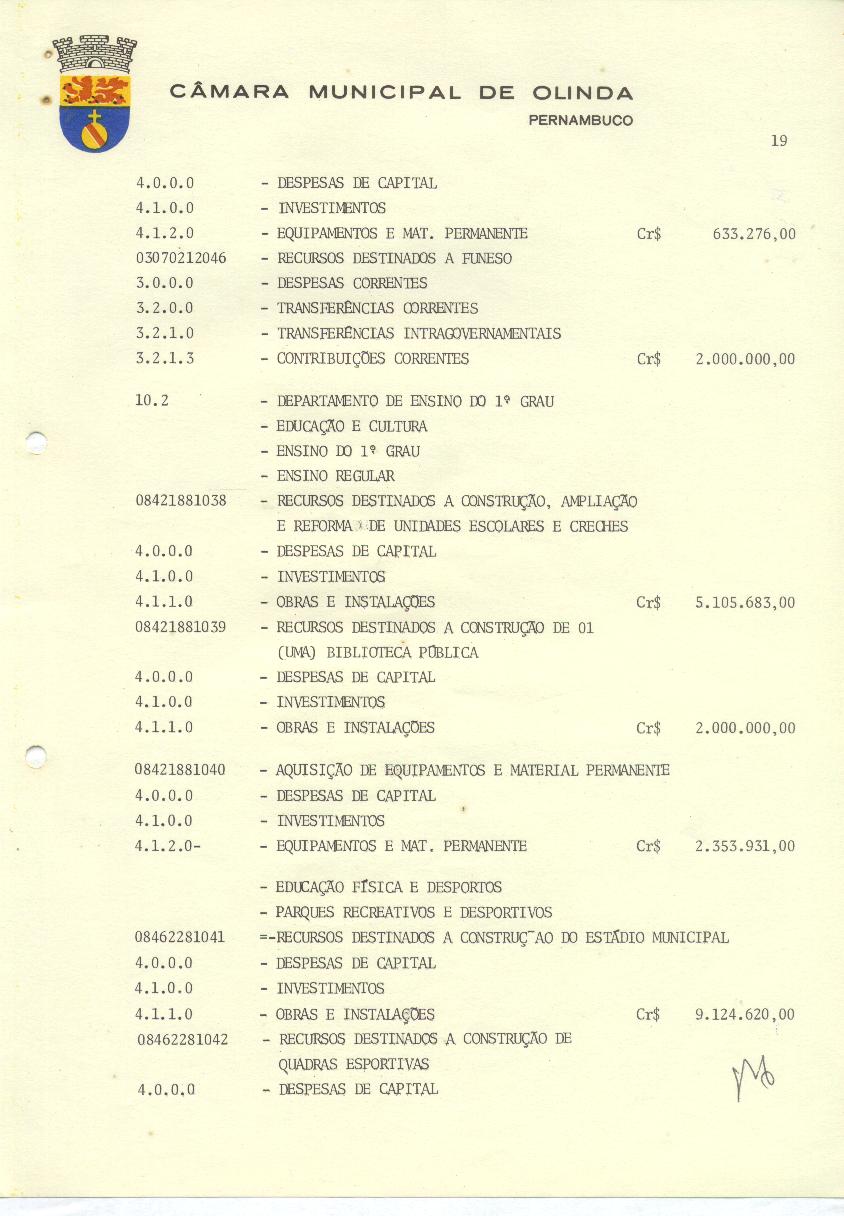 CÂMARA MUNICIPAL DE OLINDA
PERNAMBUCO
19
4.0.0.0 - DESPESAS DE CAPITAL
4.1.0.0 - INVESTIMENTOS
4.1.2.0 - EQUIPAMENTOS E MAT. PERMANENTE Cr$ 633.276,00
03070212046 - RECURSOS DESTINADOS A FUNESO
3.0.0.0 - DESPESAS CORRENTES
3.2.0.0 - TRANSFERÊNCIAS CORRENTES
3.2.1.0 - TRANSFERÊNCIAS INTRAGOVERNAMENTAIS
3.2.1.3 - CONTRIBUIÇÕES CORRENTES Cr$ 2.000.000,00
10.2 - DEPARTAMENTO DE ENSINO DO 1º GRAU
- EDUCAÇÃO E CULTURA
- ENSINO DO 1º GRAU
- ENSINO REGULAR
08421881038 - RECURSOS DESTINADOS A CONSTRUÇÃO, AMPLIAÇÃO
E REFORMA DE UNIDADES ESCOLARES E CRECHES
4.0.0.0 - DESPESAS DE CAPITAL
4.1.0.0 - INVESTIMENTOS
4.1.1.0 - OBRAS E INSTALAÇÕES Cr$ 5.105.683,00
08421881039 - RECURSOS DESTINADOS A CONSTRUÇÃO DE 01
(UMA) BIBLIOTECA PÚBLICA
4.0.0.0 - DESPESAS DE CAPITAL
4.1.0.0 - INVESTIMENTOS
4.1.1.0 - OBRAS E INSTALAÇÕES Cr$ 2.000.000,00
08421881040 - AQUISIÇÃO DE EQUIPAMENTOS E MATERIAL PERMANENTE
4.0.0.0 - DESPESAS DE CAPITAL
4.1.0.0 - INVESTIMENTOS
4.1.2.0- - EQUIPAMENTOS E MAT. PERMANENTE Cr$ 2.353.931,00
- EDUCAÇÃO FÍSICA E DESPORTOS
- PARQUES RECREATIVOS E DESPORTIVOS
08462281041 =-RECURSOS DESTINADOS A CONSTRUÇ~AO DO ESTÁDIO MUNICIPAL
4.0.0.0 - DESPESAS DE CAPITAL
4.1.0.0 - INVESTIMENTOS
4.1.1.0 - OBRAS E INSTALAÇÕES Cr$ 9.124.620,00
08462281042 - RECURSOS DESTINADOS A CONSTRUÇÃO DE
QUADRAS ESPORTIVAS
4.0.0.0 - DESPESAS DE CAPITAL